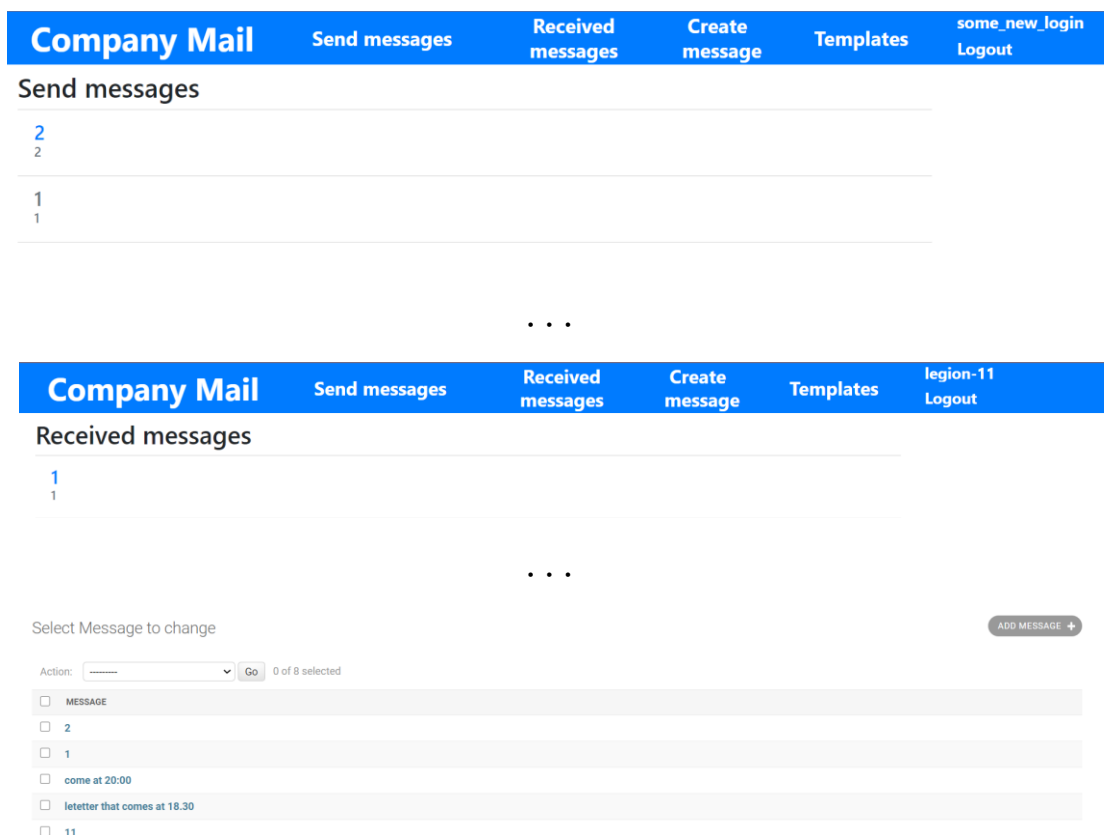 Company Mail Send messages Received messages Create message Templates some_new_login Logout
Send messages
2
2
1
1
. . .
Company Mail Send messages Received messages Create message Templates legion-11 Logout
Received messages
1
1
. . .
Select Message to change ADD MESSAGE +
Action: --------- Go 0 of 8 selected
MESSAGE
2
1
come at 20:00
letetter that comes at 18.30
11